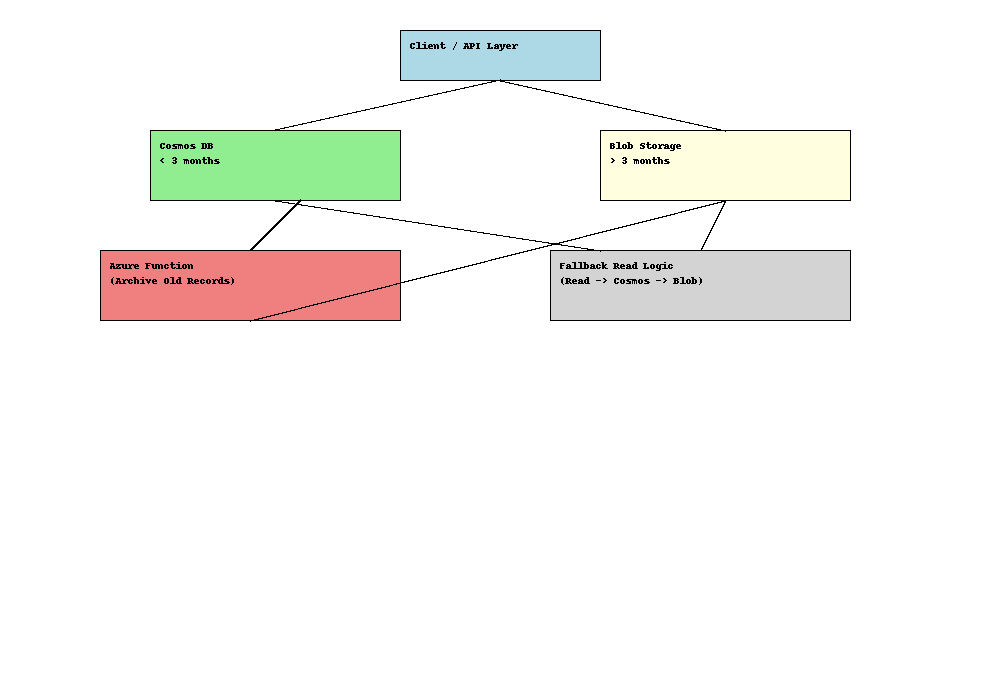 Client / API Layer
Cosmos DB
< 3 months
Blob Storage
> 3 months
Azure Function
(Archive Old Records)
Fallback Read Logic
(Read -> Cosmos -> Blob)